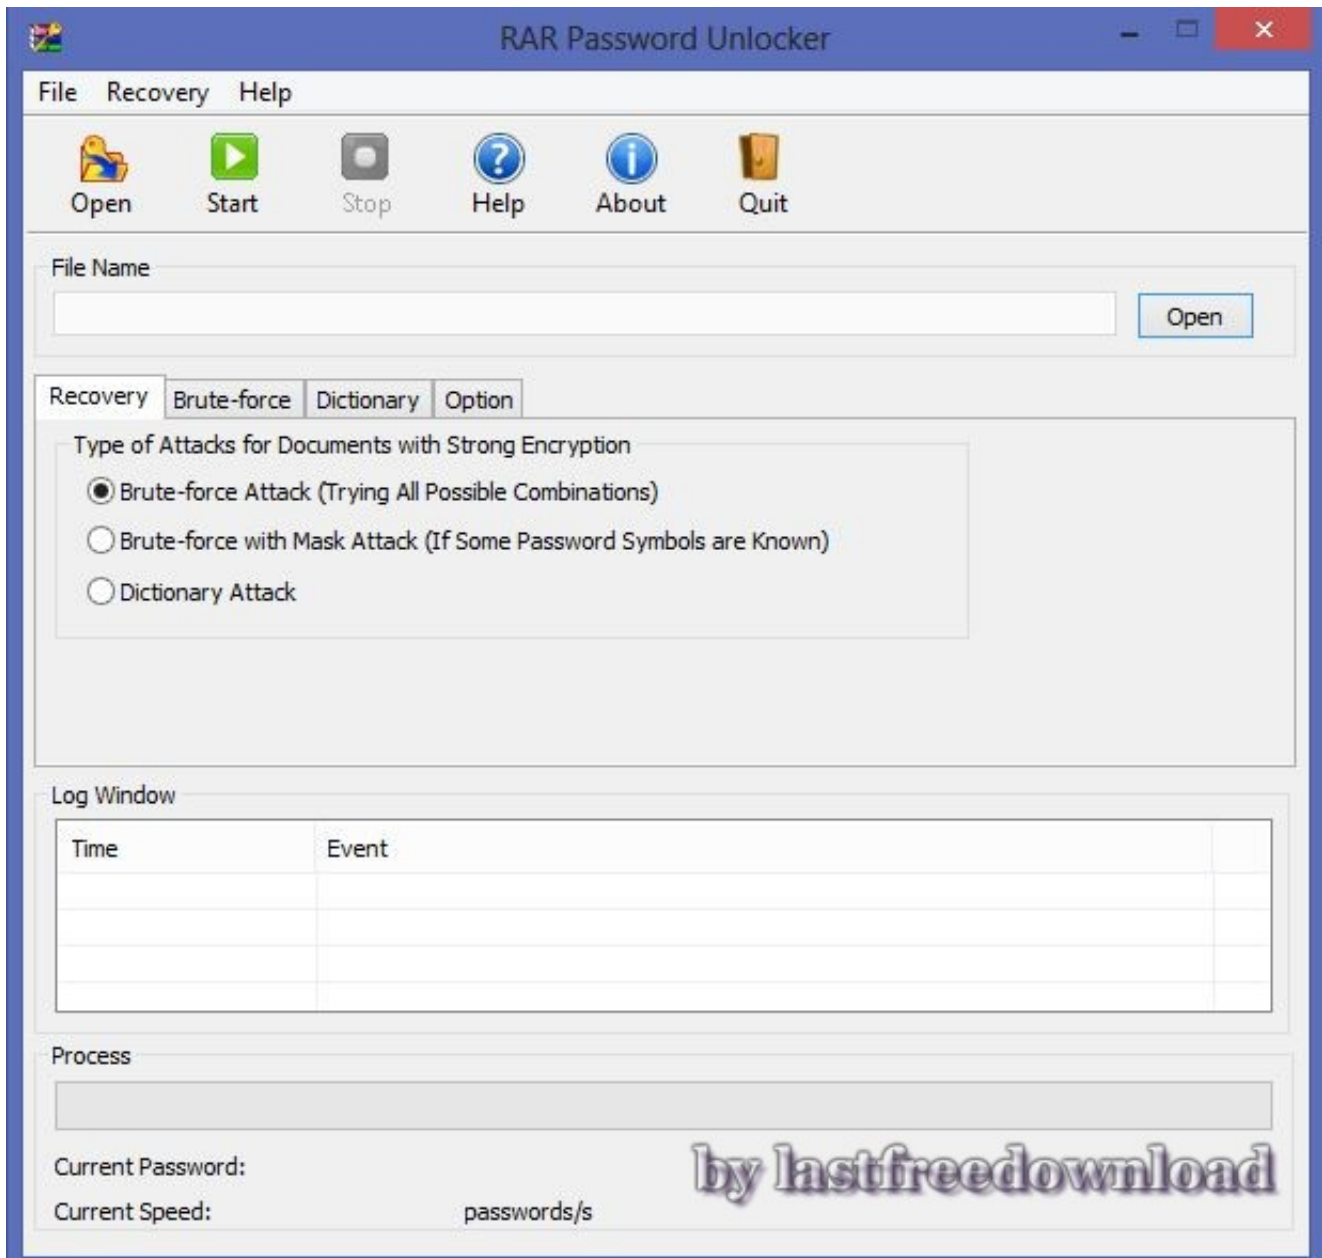 RAR Password Unlocker
File Recovery Help
Open Start Stop Help About Quit
File Name
Open
Recovery Brute-force Dictionary Option
Type of Attacks for Documents with Strong Encryption
Brute-force Attack (Trying All Possible Combinations)
Brute-force with Mask Attack (If Some Password Symbols are Known)
Dictionary Attack
Log Window
Time Event
Process
Current Password:
by lastfreedownload
Current Speed: passwords/s